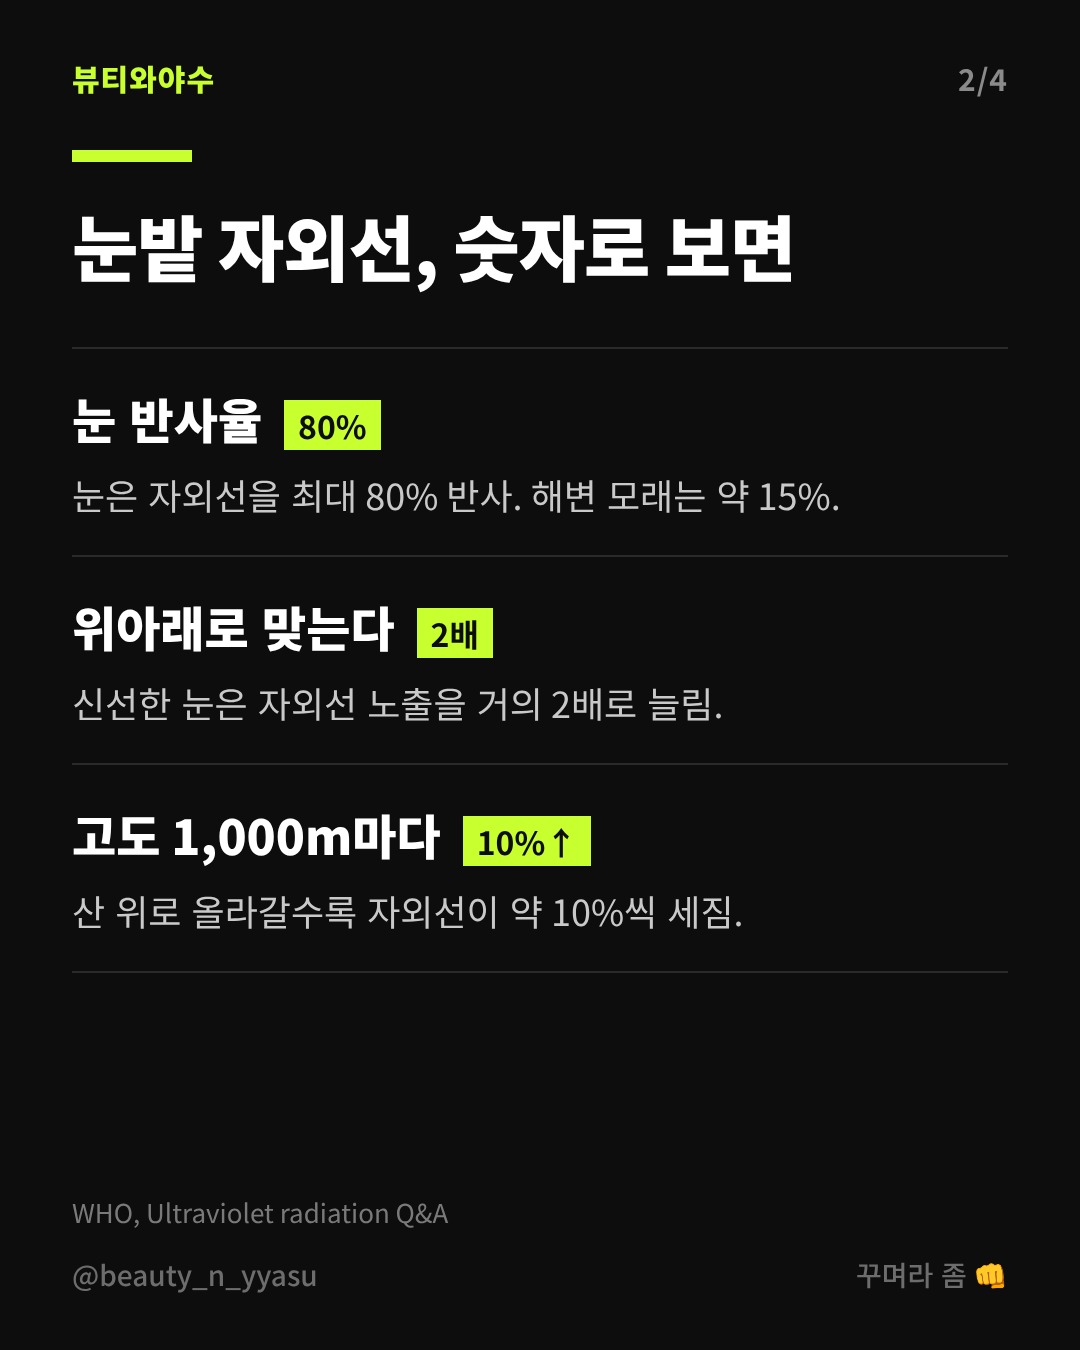 뷰티와야수
2/4
눈밭 자외선, 숫자로 보면
눈 반사율 80%
눈은 자외선을 최대 80% 반사. 해변 모래는 약 15%.
위아래로 맞는다 2배
신선한 눈은 자외선 노출을 거의 2배로 늘림.
고도 1,000m마다 10%↑
산 위로 올라갈수록 자외선이 약 10%씩 세짐.
WHO, Ultraviolet radiation Q&A
@beauty_n_yyasu
꾸며라 좀 👊